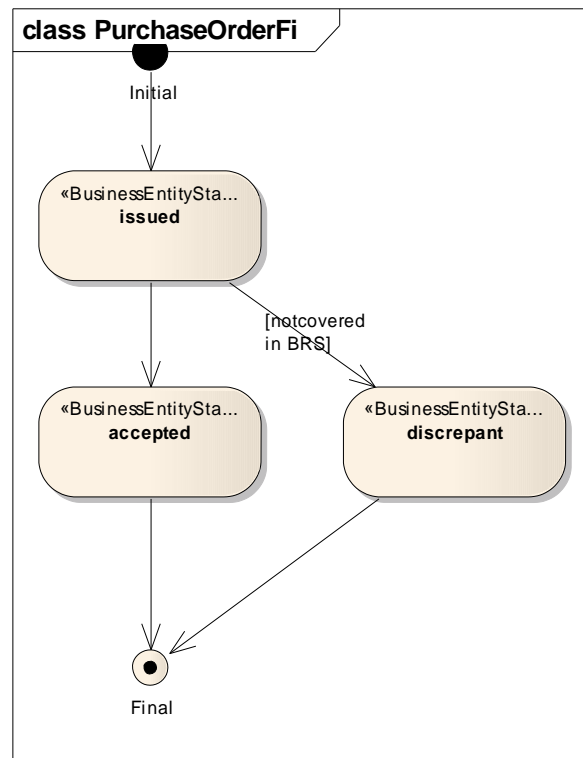 class PurchaseOrderFi
Initial
«BusinessEntitySta...
issued
[notcovered
in BRS]
«BusinessEntitySta...
accepted
«BusinessEntitySta...
discrepant
Final